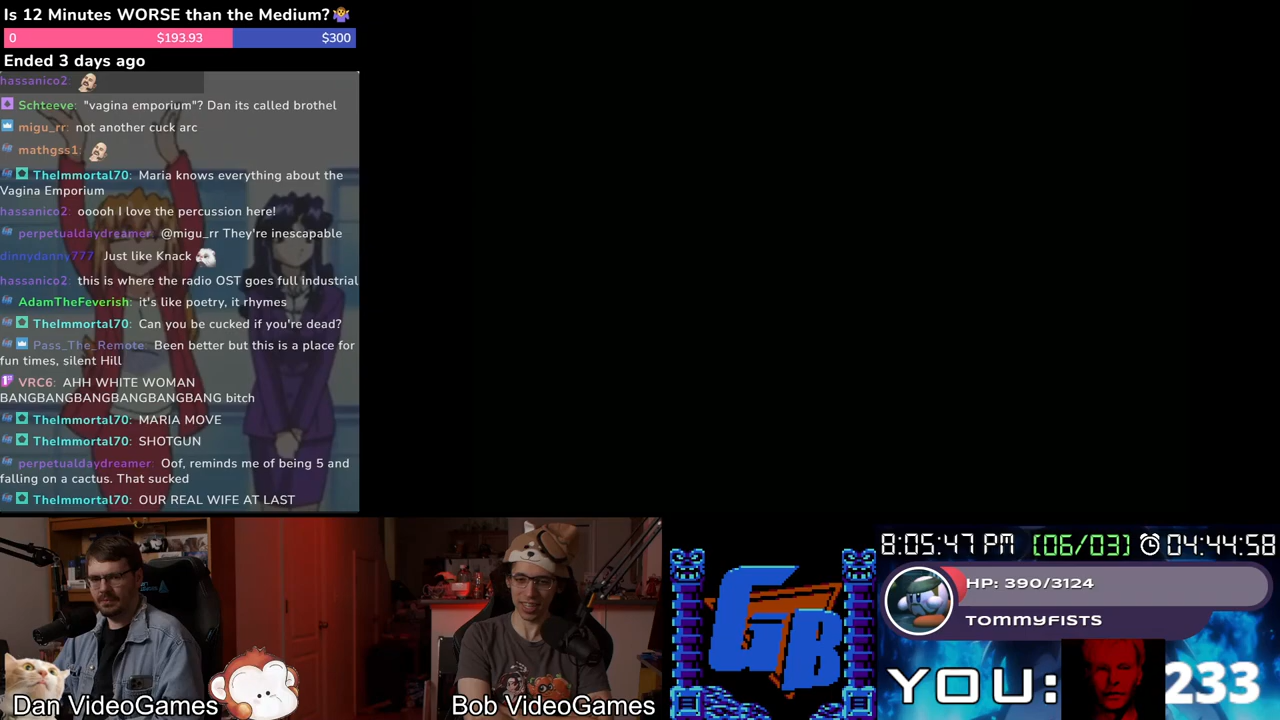 Is 12 Minutes WORSE than the Medium?🤷‍♀️
0 $193.93 $300
Ended 3 days ago
hassanico2:
Schteeve: "vagina emporium"? Dan its called brothel
migu_rr: not another cuck arc
mathgss1:
TheImmortal70: Maria knows everything about the
Vagina Emporium
hassanico2: ooooh I love the percussion here!
perpetualdaydreamer: @migu_rr They're inescapable
dinnydanny777: Just like Knack
hassanico2: this is where the radio OST goes full industrial
AdamTheFeverish: it's like poetry, it rhymes
TheImmortal70: Can you be cucked if you're dead?
Pass_The_Remote: Been better but this is a place for
fun times, silent Hill
VRC6: AHH WHITE WOMAN
BANGBANGBANGBANGBANGBANG bitch
TheImmortal70: MARIA MOVE
TheImmortal70: SHOTGUN
perpetualdaydreamer: Oof, reminds me of being 5 and
falling on a cactus. That sucked
TheImmortal70: OUR REAL WIFE AT LAST
Dan VideoGames
Bob VideoGames
GB
8:05:47 PM [06/03] 04:44:58
HP: 390/3124
TOMMYFISTS
YOU: 233